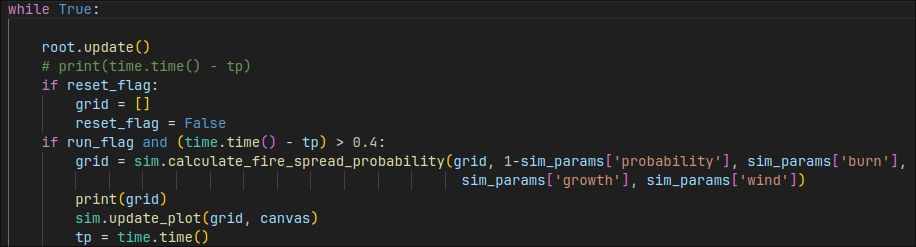 while True:
root.update()
# print(time.time() - tp)
if reset_flag:
grid = []
reset_flag = False
if run_flag and (time.time() - tp) > 0.4:
grid = sim.calculate_fire_spread_probability(grid, 1-sim_params['probability'], sim_params['burn'],
sim_params['growth'], sim_params['wind'])
print(grid)
sim.update_plot(grid, canvas)
tp = time.time()